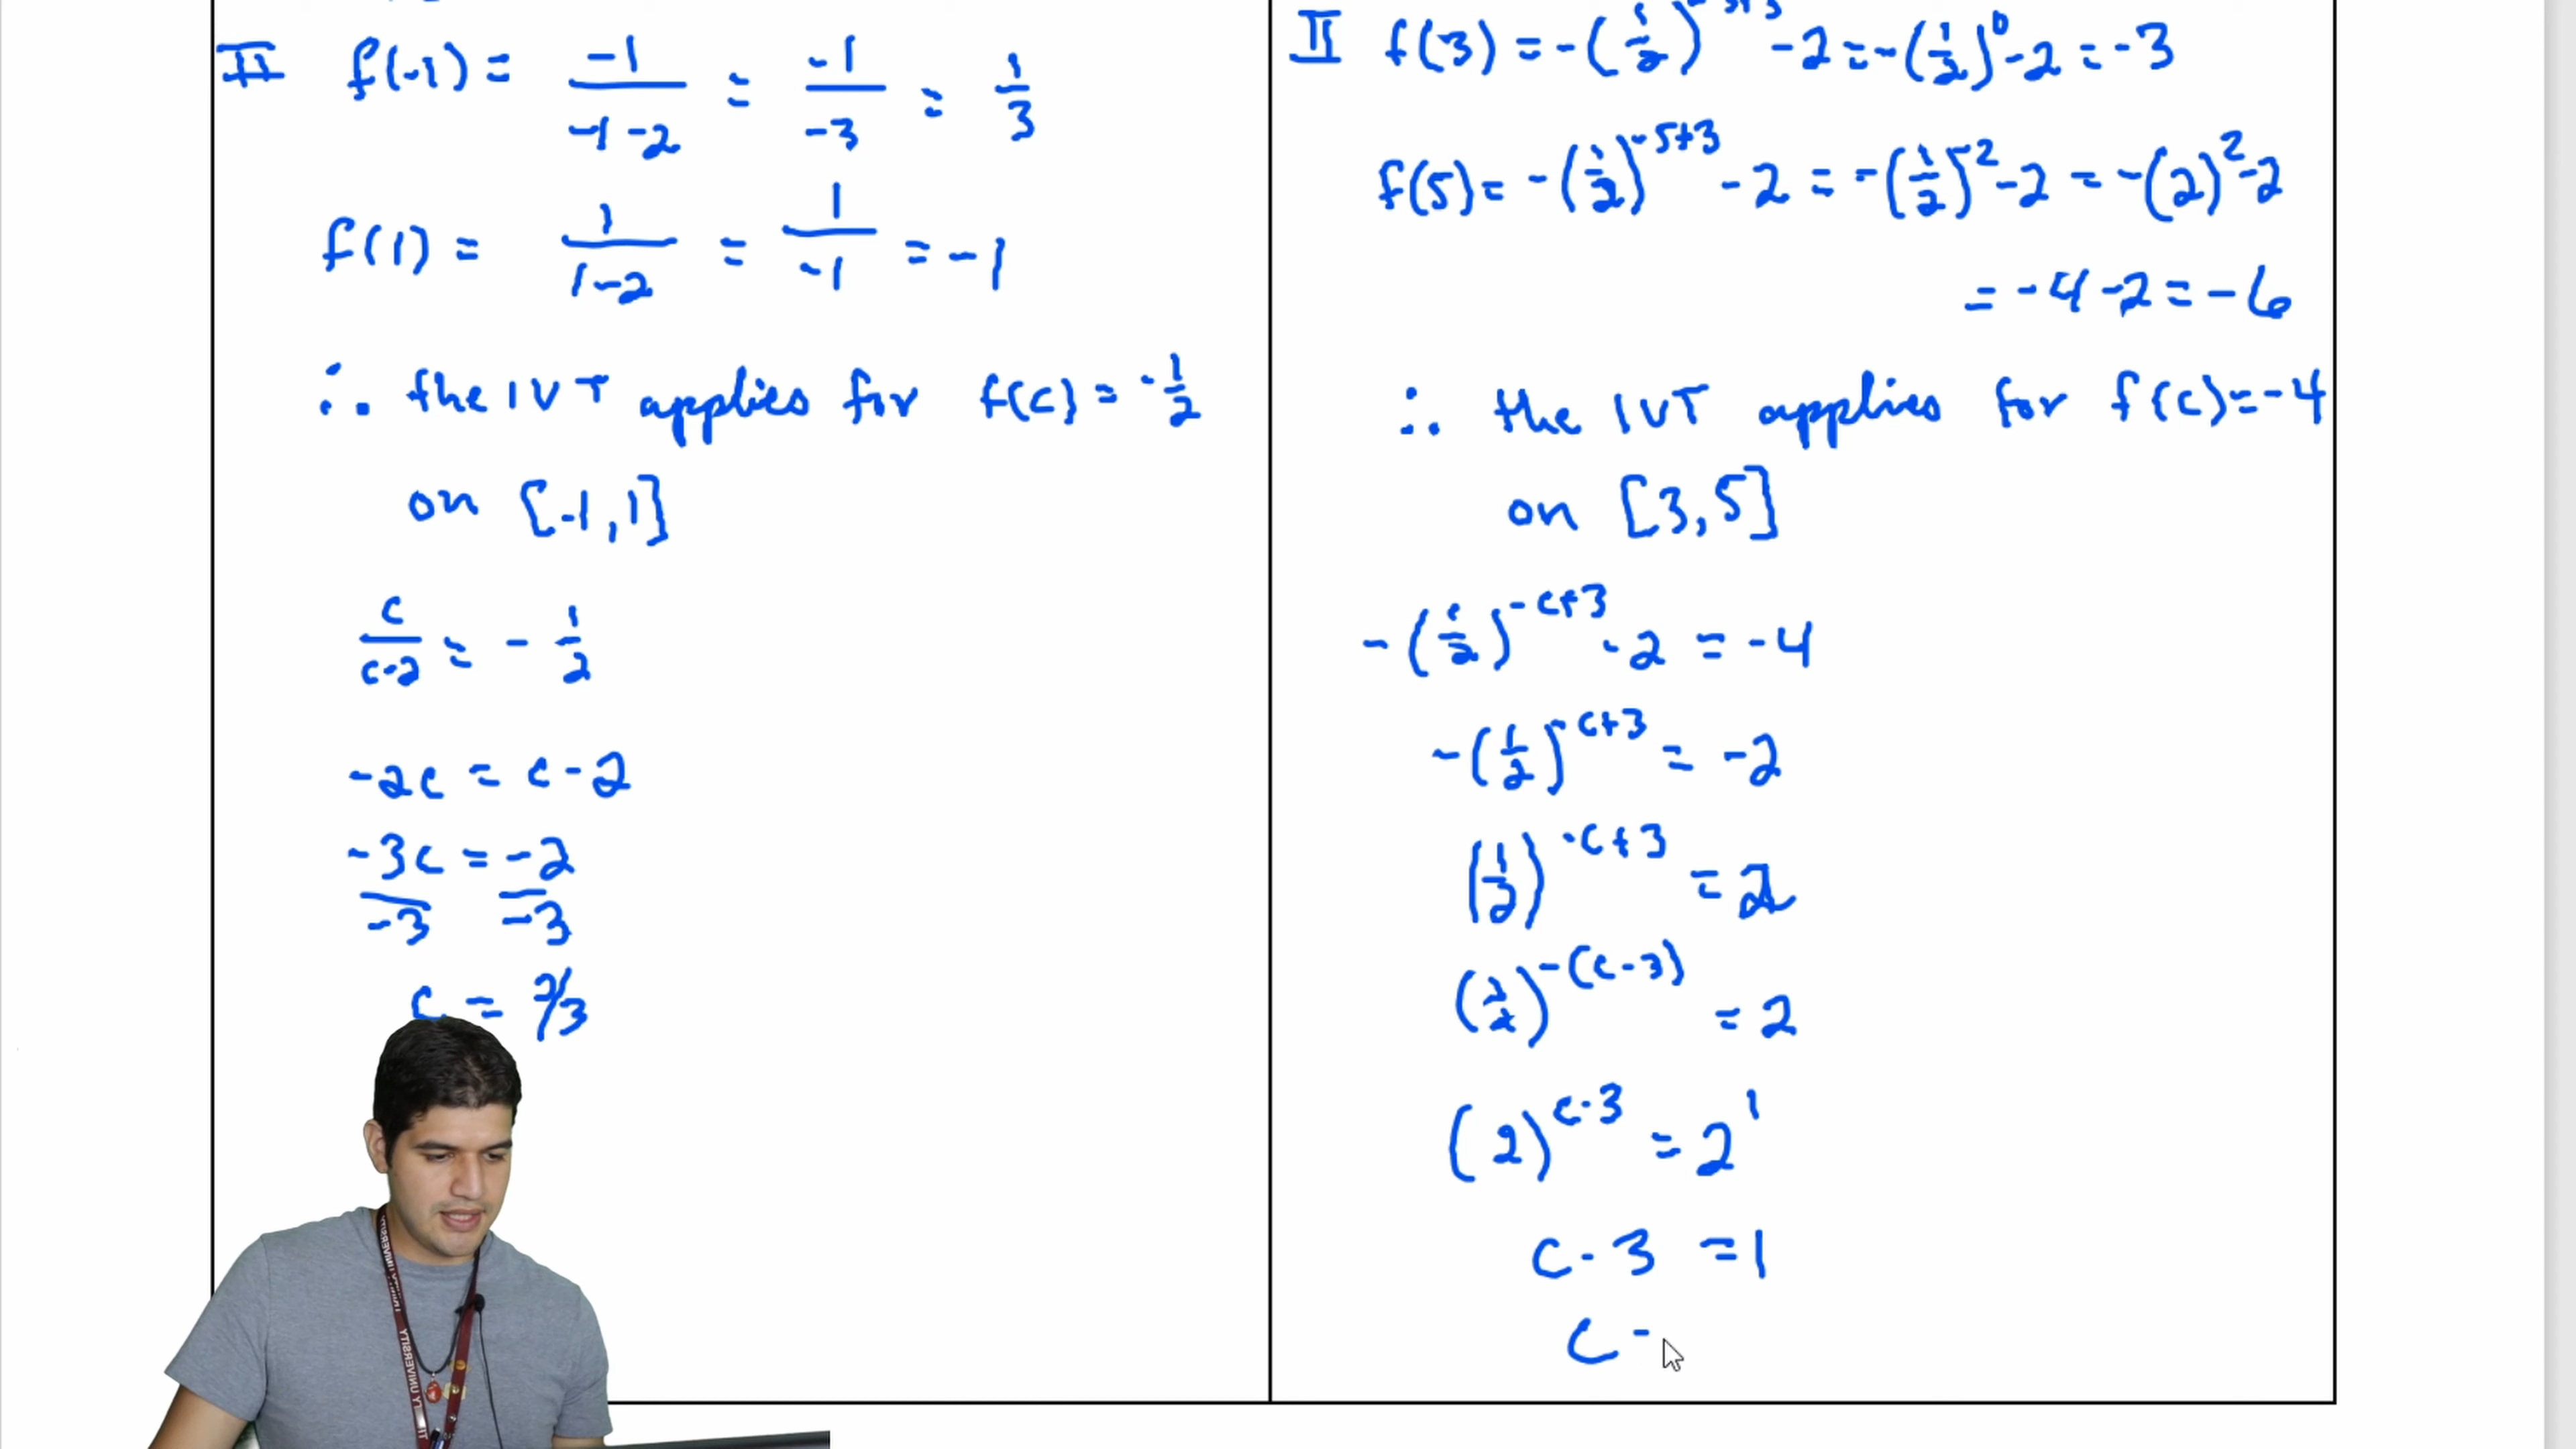 II f(-1) = -1/(-1-2) = -1/-3 = 1/3
f(1) = 1/(1-2) = 1/-1 = -1
∴ the IVT applies for f(c) = -1/2
on [-1,1]
c/(c-2) = -1/2
-2c = c-2
-3c/-3 = -2/-3
c = 2/3
II f(3) = -(1/2)^(-3+3) -2 = -(1/2)^0 -2 = -3
f(5) = -(1/2)^(-5+3) -2 = -(1/2)^-2 -2 = -(2)^2 -2
= -4 -2 = -6
∴ the IVT applies for f(c) = -4
on [3,5]
-(1/2)^(-c+3) -2 = -4
-(1/2)^(-c+3) = -2
(1/2)^(-c+3) = 2
(1/2)^-(c-3) = 2
(2)^(c-3) = 2^1
c-3 = 1
c -
UNIVERSITY